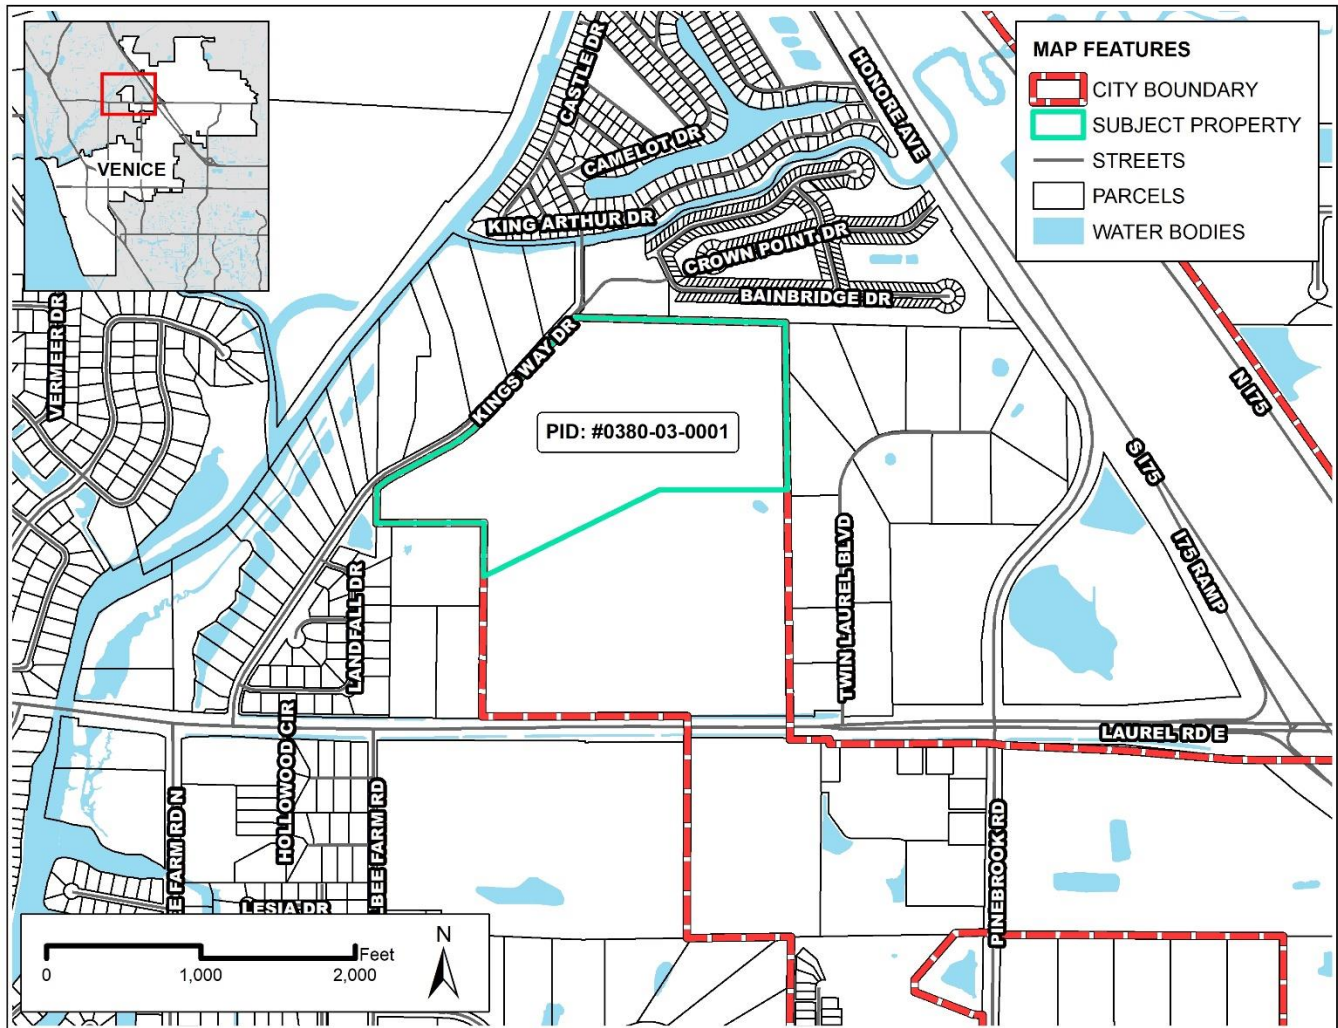 VENICE
MAP FEATURES
CITY BOUNDARY
SUBJECT PROPERTY
STREETS
PARCELS
WATER BODIES
CASTLE DR
HONORE AVE
CAMELOT DR
KING ARTHUR DR
CROWN POINT DR
BAINBRIDGE DR
VERMEER DR
KINGS WAY DR
N I75
PID: #0380-03-0001
S I75
I75 RAMP
LANDFALL DR
TWIN LAUREL BLVD
LAUREL RD E
HOLLOWOOD CIR
EE FARM RD N
LBEE FARM RD
PINEBROOK RD
LESIA DR
Feet
0 1,000 2,000
N